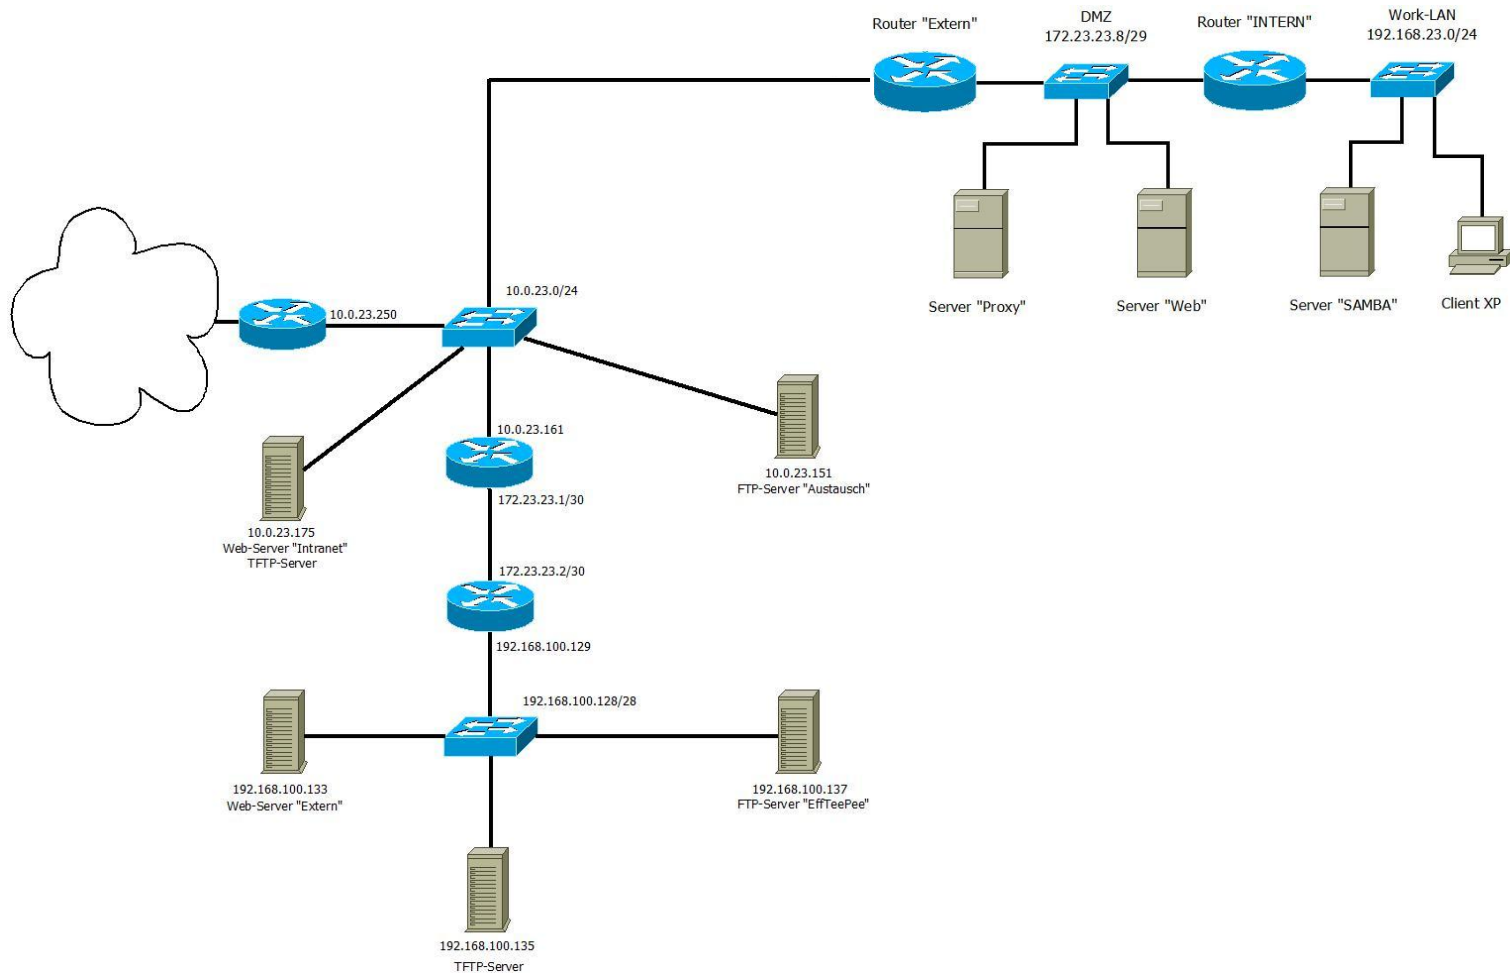 Router "Extern"
DMZ
172.23.23.8/29
Router "INTERN"
Work-LAN
192.168.23.0/24
Server "Proxy"
Server "Web"
Server "SAMBA"
Client XP
10.0.23.0/24
10.0.23.250
10.0.23.161
172.23.23.1/30
10.0.23.151
FTP-Server "Austausch"
10.0.23.175
Web-Server "Intranet"
TFTP-Server
172.23.23.2/30
192.168.100.129
192.168.100.128/28
192.168.100.133
Web-Server "Extern"
192.168.100.137
FTP-Server "EffTeePee"
192.168.100.135
TFTP-Server